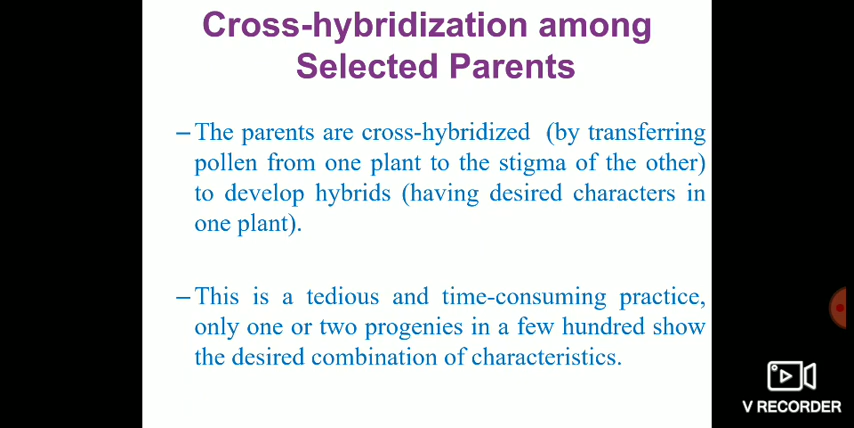 Cross-hybridization among
Selected Parents
– The parents are cross-hybridized (by transferring
pollen from one plant to the stigma of the other)
to develop hybrids (having desired characters in
one plant).
– This is a tedious and time-consuming practice,
only one or two progenies in a few hundred show
the desired combination of characteristics.
V RECORDER